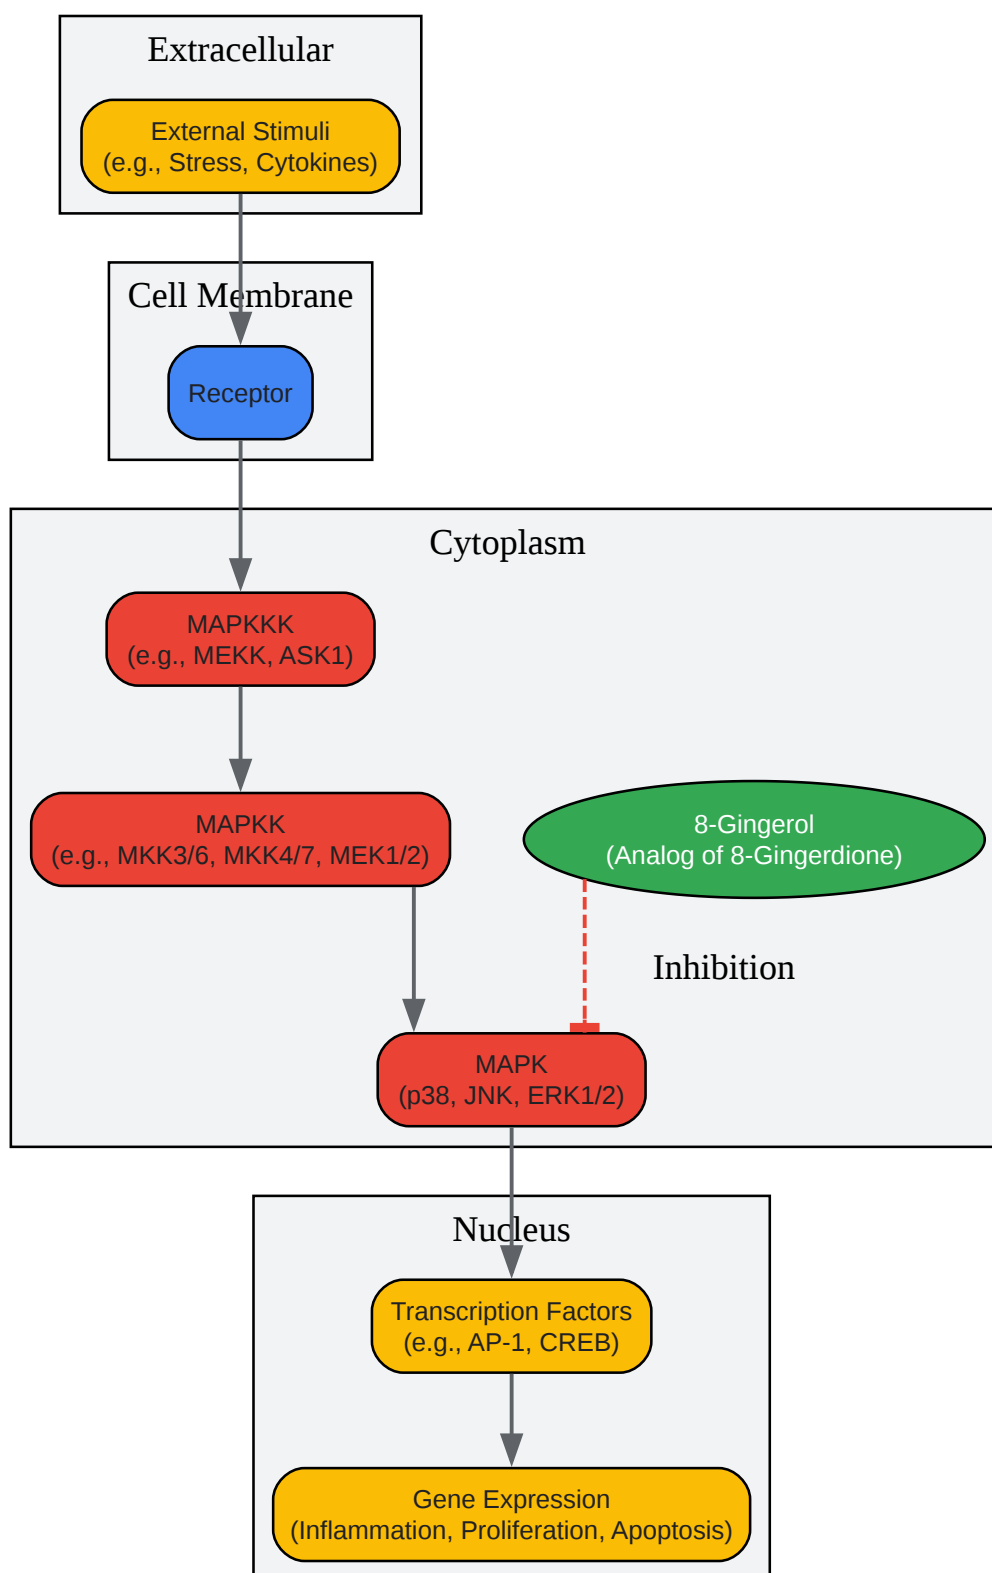 Extracellular
External Stimuli
(e.g., Stress, Cytokines)
Cell Membrane
Receptor
Cytoplasm
MAPKKK
(e.g., MEKK, ASK1)
MAPKK
(e.g., MKK3/6, MKK4/7, MEK1/2)
8-Gingerol
(Analog of 8-Gingerdione)
Inhibition
MAPK
(p38, JNK, ERK1/2)
Nucleus
Transcription Factors
(e.g., AP-1, CREB)
Gene Expression
(Inflammation, Proliferation, Apoptosis)